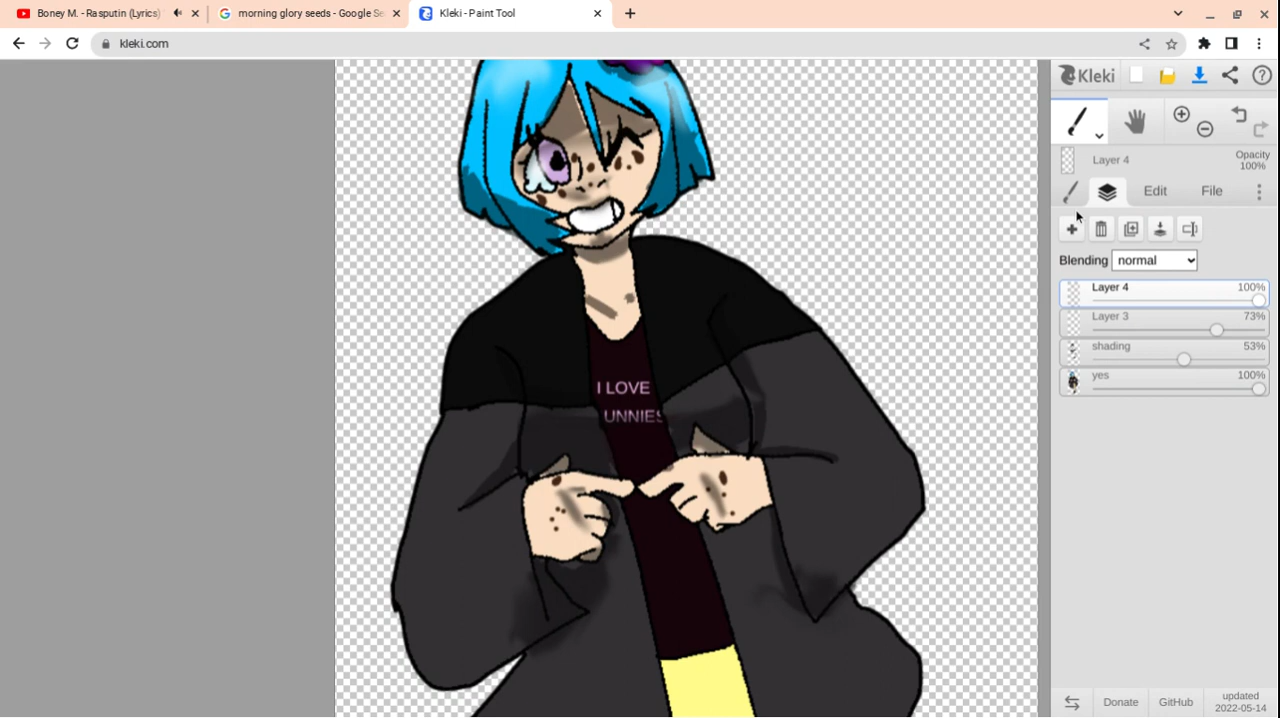 Boney M. - Rasputin (Lyrics)
morning glory seeds - Google Se
Kleki - Paint Tool
kleki.com
Kleki
Layer 4
Opacity
100%
Edit
File
Blending
normal
Layer 4
100%
Layer 3
73%
shading
53%
yes
100%
I LOVE
UNNIES
Donate
GitHub
updated
2022-05-14